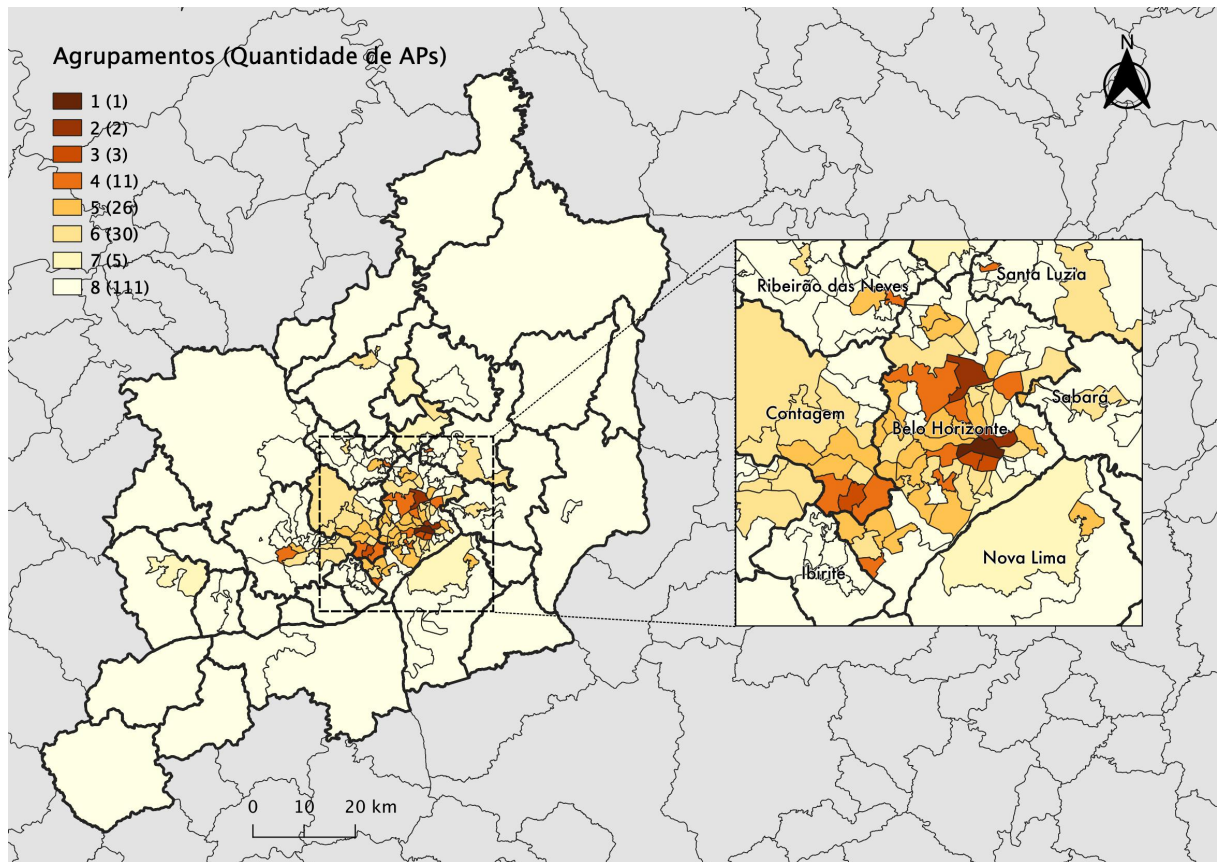 Agrupamentos (Quantidade de APs)
1 (1)
2 (2)
3 (3)
4 (11)
5 (26)
6 (30)
7 (5)
8 (111)
N
Ribeirão das Neves
Santa Luzia
Contagem
Sabará
Belo Horizonte
Ibirité
Nova Lima
0 10 20 km